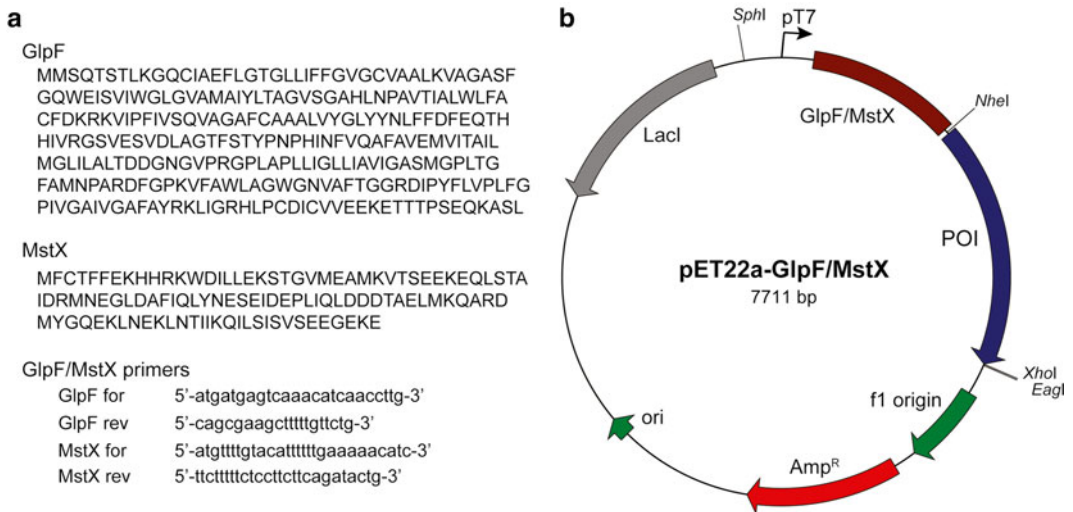 a
GlpF
MMSQTSTLKGQCIAEFLGTGLLIFFGVGCVAALKVAGASF
GQWEISVIWGLGVAMAIYLTAGVSGAHLNPAVTIALWLFA
CFDKRKVIPFIVSQVAGAFCAAALVYGLYYNLFFDFEQTH
HIVRGSVESVDLAGTFSTYPNPHINFVQAFAVEMVITAIL
MGLILALTDDGNGVPRGPLAPLLIGLLIAVIGASMGPLTG
FAMNPARDFGPKVFAWLAGWGNVAFTGGRDIPYFLVPLFG
PIVGAIVGAFAYRKLIGRHLPCDICVVEEKETTTPSEQKASL
MstX
MFCTFFEKHHRKWDILLEKSTGVMEAMKVTSEEKEQLSTA
IDRMNEGLDAFIQLYNESEIDEPLIQLDDDTAELMKQARD
MYGQEKLNEKLNTIIKQILSISVSEEGEKE
GlpF/MstX primers
GlpF for 5’-atgatgagtcaaacatcaaccttg-3’
GlpF rev 5’-cagcgaagctttttgttctg-3’
MstX for 5’-atgttttgtacattttttgaaaaacatc-3’
MstX rev 5’-ttctttttctccttcttcagatactg-3’
b
SphI
pT7
GlpF/MstX
NheI
LacI
POI
pET22a-GlpF/MstX
7711 bp
XhoI
EagI
f1 origin
ori
AmpR